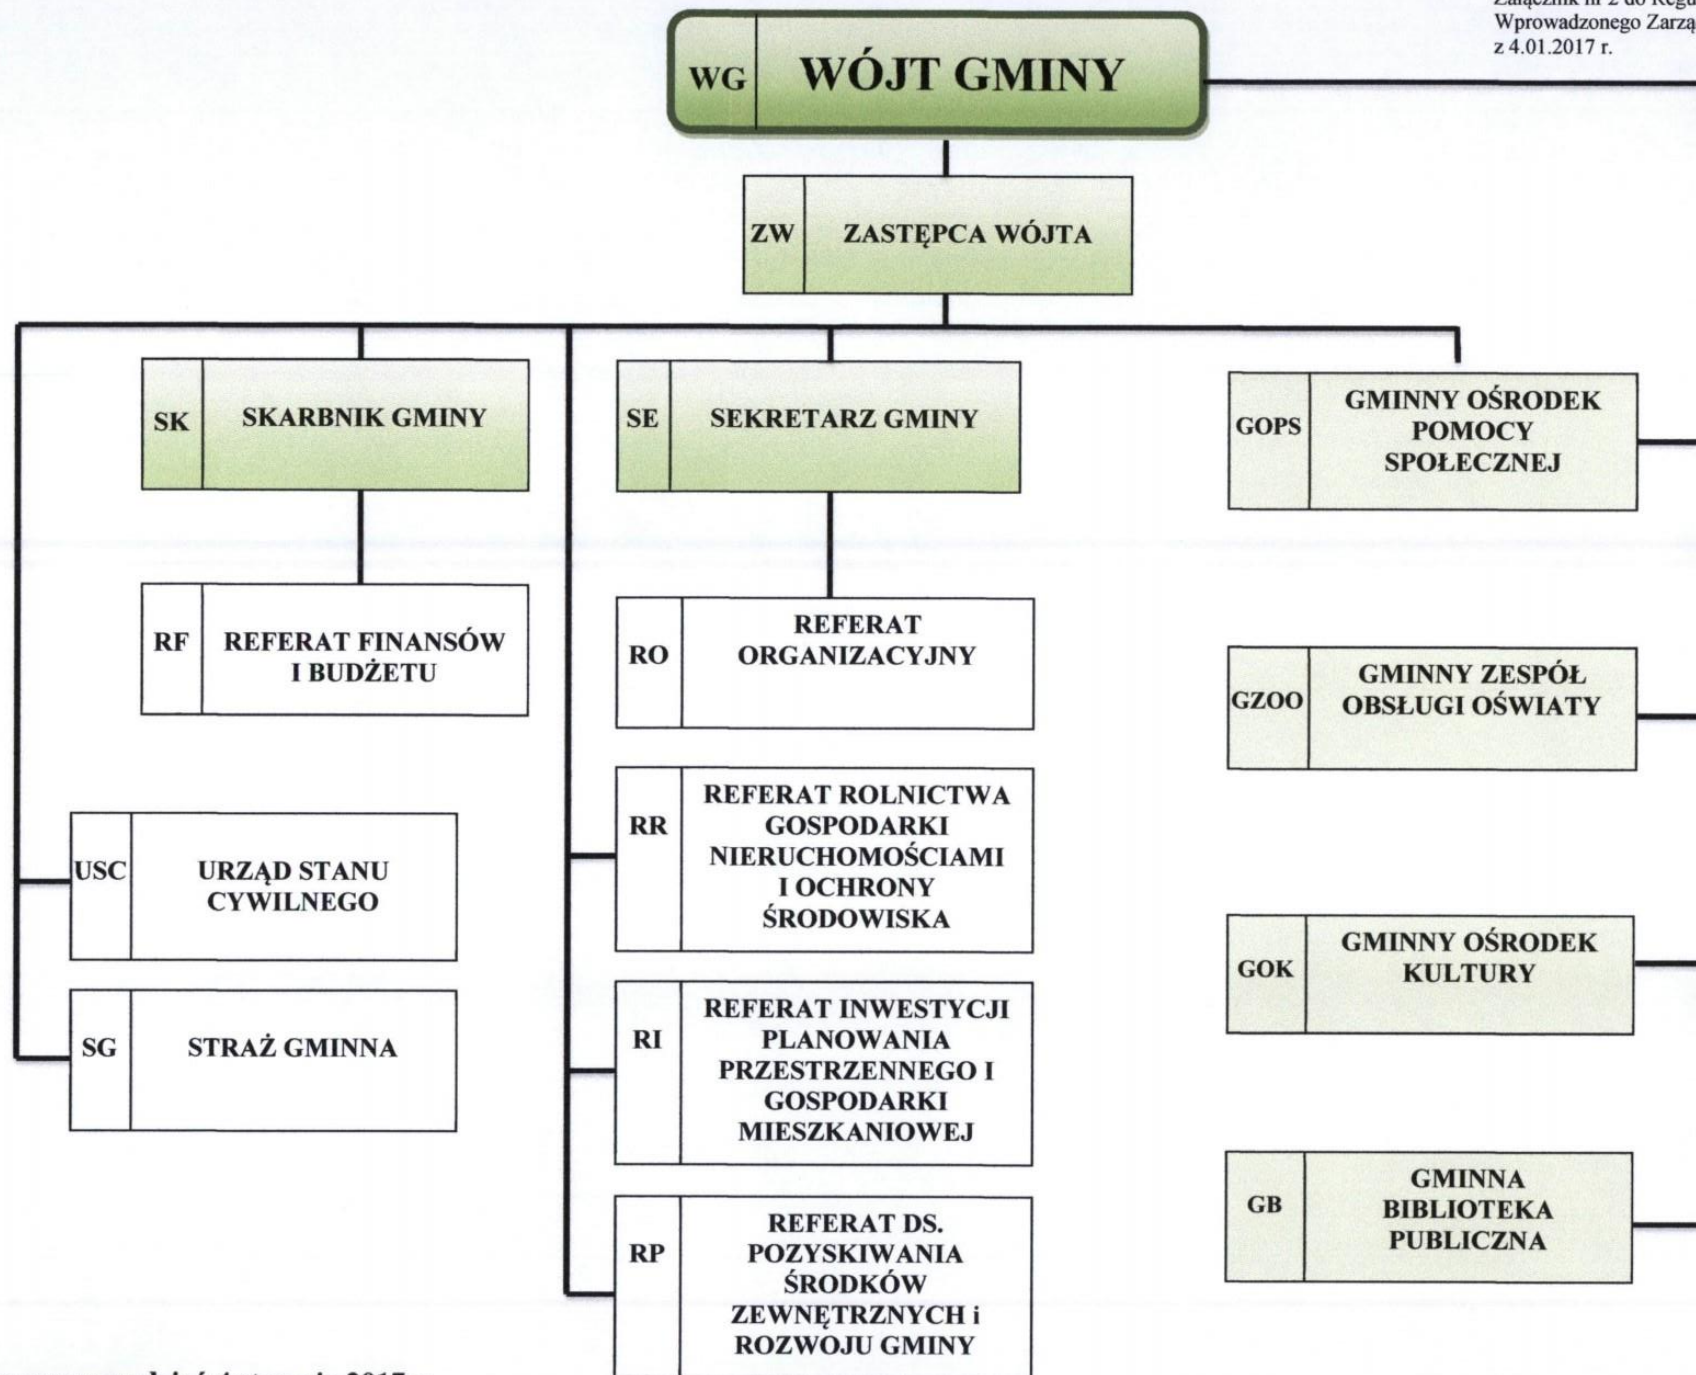 Wprowadzonego Zarzą
z 4.01.2017 r.
WG
WÓJT GMINY
ZW
ZASTĘPCA WÓJTA
SK
SKARBNIK GMINY
SE
SEKRETARZ GMINY
GOPS
GMINNY OŚRODEK
POMOCY
SPOŁECZNEJ
RF
REFERAT FINANSÓW
I BUDŻETU
RO
REFERAT
ORGANIZACYJNY
GZOO
GMINNY ZESPÓŁ
OBSŁUGI OŚWIATY
USC
URZĄD STANU
CYWILNEGO
RR
REFERAT ROLNICTWA
GOSPODARKI
NIERUCHOMOŚCIAMI
I OCHRONY
ŚRODOWISKA
GOK
GMINNY OŚRODEK
KULTURY
SG
STRAŻ GMINNA
RI
REFERAT INWESTYCJI
PLANOWANIA
PRZESTRZENNEGO I
GOSPODARKI
MIESZKANIOWEJ
GB
GMINNA
BIBLIOTEKA
PUBLICZNA
RP
REFERAT DS.
POZYSKIWANIA
ŚRODKÓW
ZEWNĘTRZNYCH i
ROZWOJU GMINY